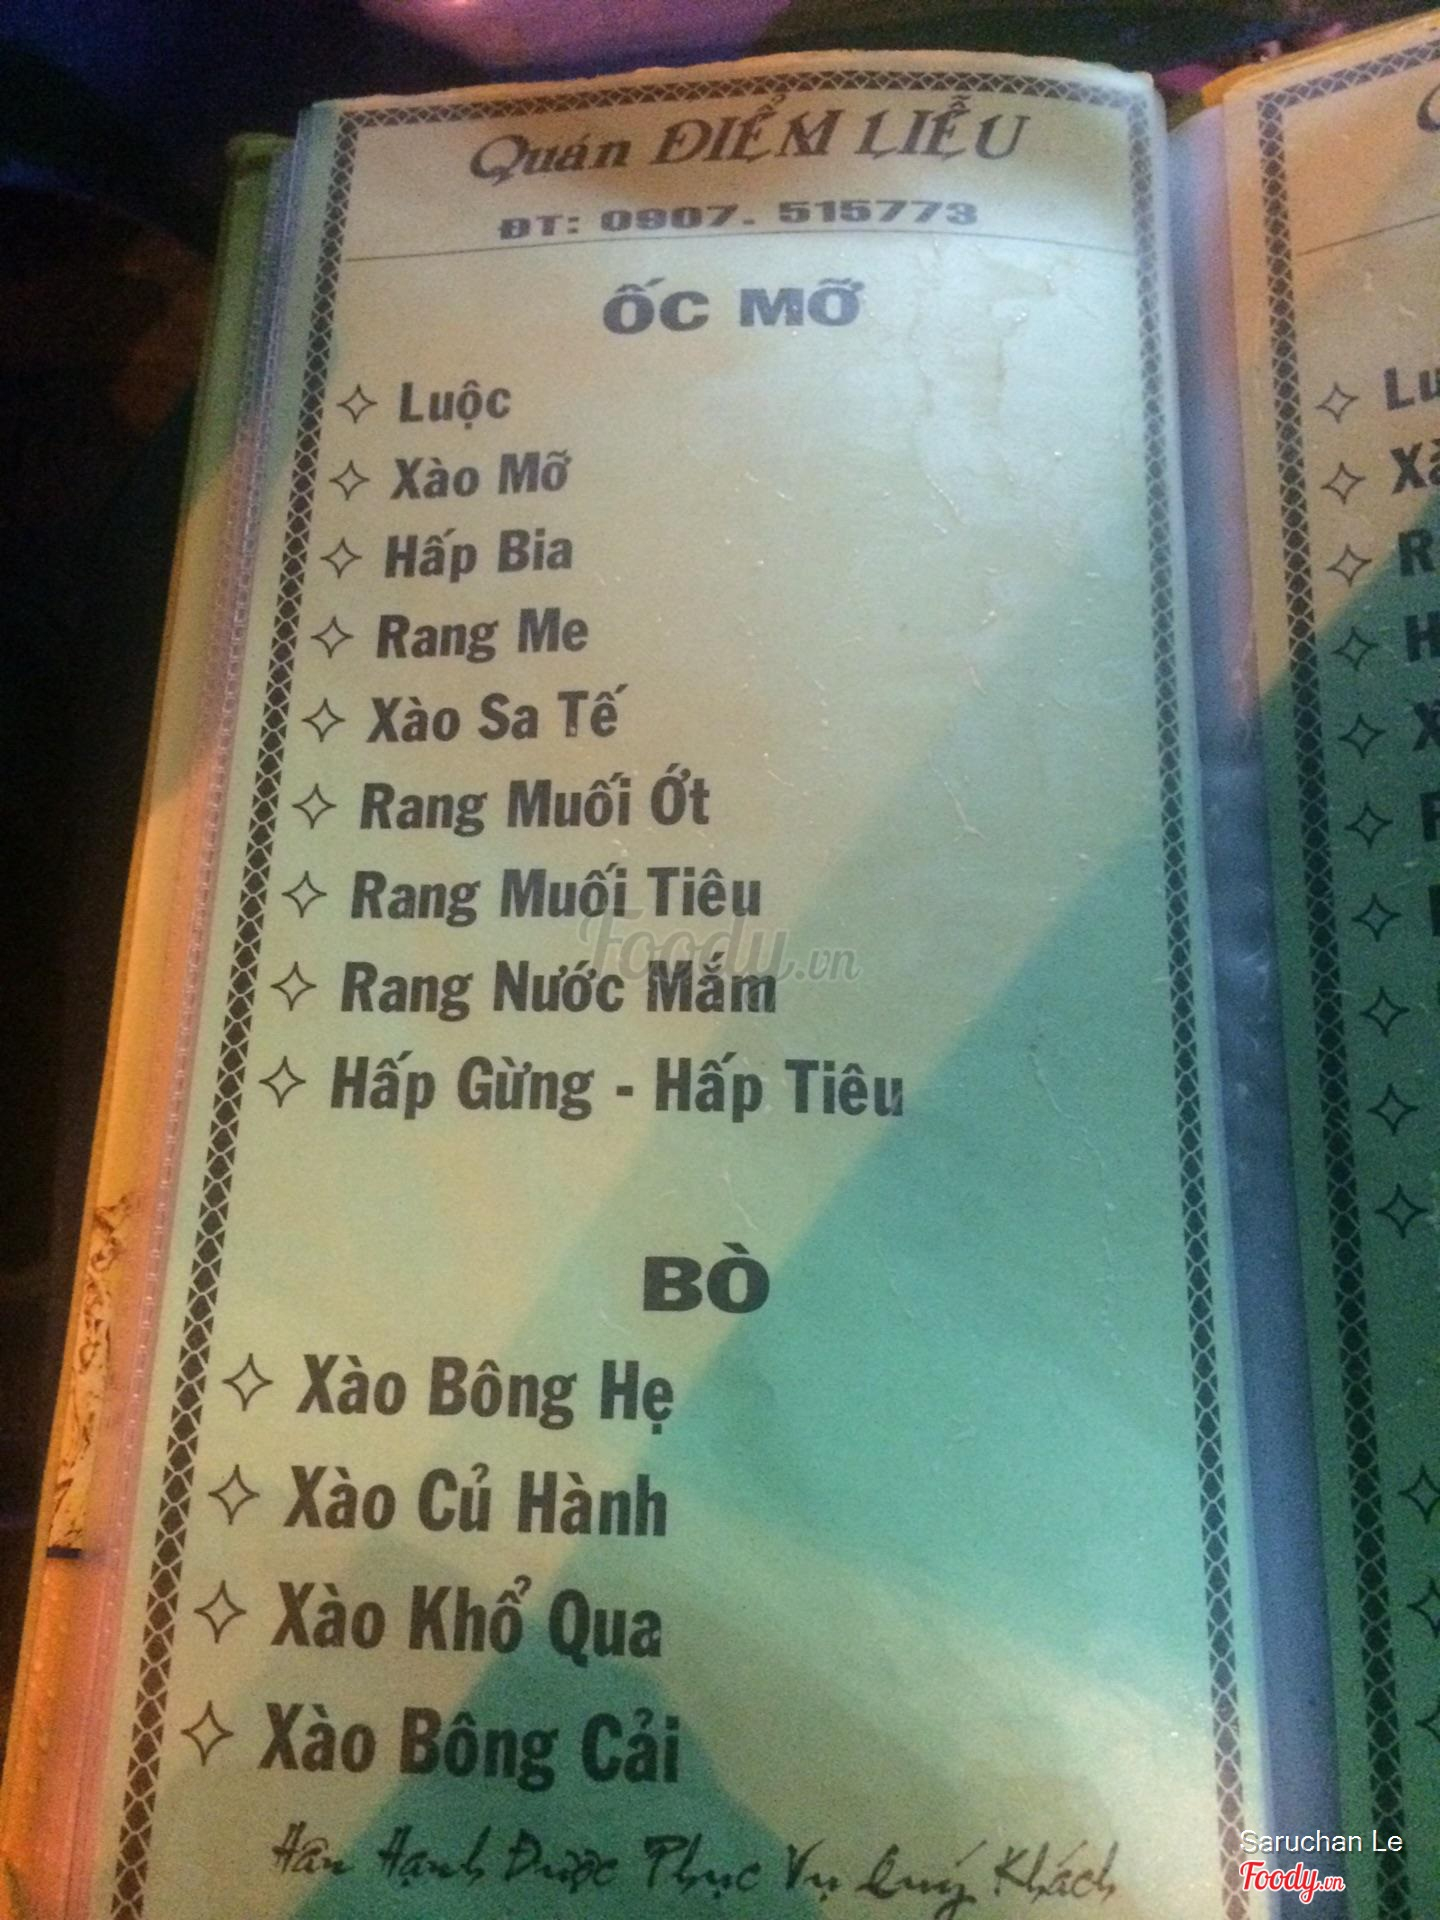 Quán ĐIỂM LIỄU
ĐT: 0907. 515773
ỐC MỠ
Luộc
Xào Mỡ
Hấp Bia
Rang Me
Xào Sa Tế
Rang Muối Ớt
Rang Muối Tiêu
Rang Nước Mắm
Hấp Gừng - Hấp Tiêu
BÒ
Xào Bông Hẹ
Xào Củ Hành
Xào Khổ Qua
Xào Bông Cải
Hân Hạnh Được Phục Vụ Quý Khách
Foody.vn
Saruchan Le
Foody.vn